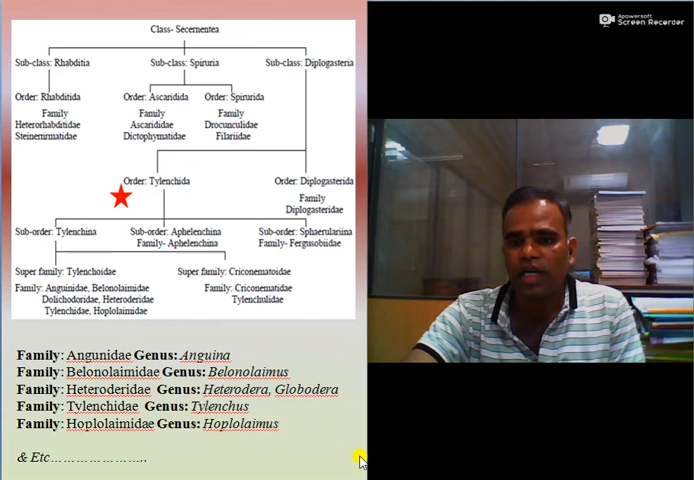 Class- Secernentea
Apowersoft
Screen Recorder
Sub-class: Rhabditia Sub-class: Spiruria Sub-class: Diplogasteria
Order: Rhabditida Order: Ascaridida Order: Spirurida
Family Family Family
Heterorhabditidae Ascarididae Drocunculidae
Steinernrmatidae Dictophymatidae Filariidae
Order: Tylenchida Order: Diplogasterida
Family
Diplogasteridae
Sub-order: Tylenchina Sub-order: Aphelenchina Sub-order: Sphaerulariina
Family- Aphelenchina Family- Fergusobiidae
Super family: Tylenchoidae Super family: Criconematoidae
Family: Anguinidae, Belonolaimidae Family: Criconematidae
Dolichodoridae, Heteroderidae Tylenchulidae
Tylenchidae, Hoplolaimidae
Family: Angunidae Genus: Anguina
Family: Belonolaimidae Genus: Belonolaimus
Family: Heteroderidae Genus: Heterodera, Globodera
Family: Tylenchidae Genus: Tylenchus
Family: Hoplolaimidae Genus: Hoplolaimus
& Etc…………………..